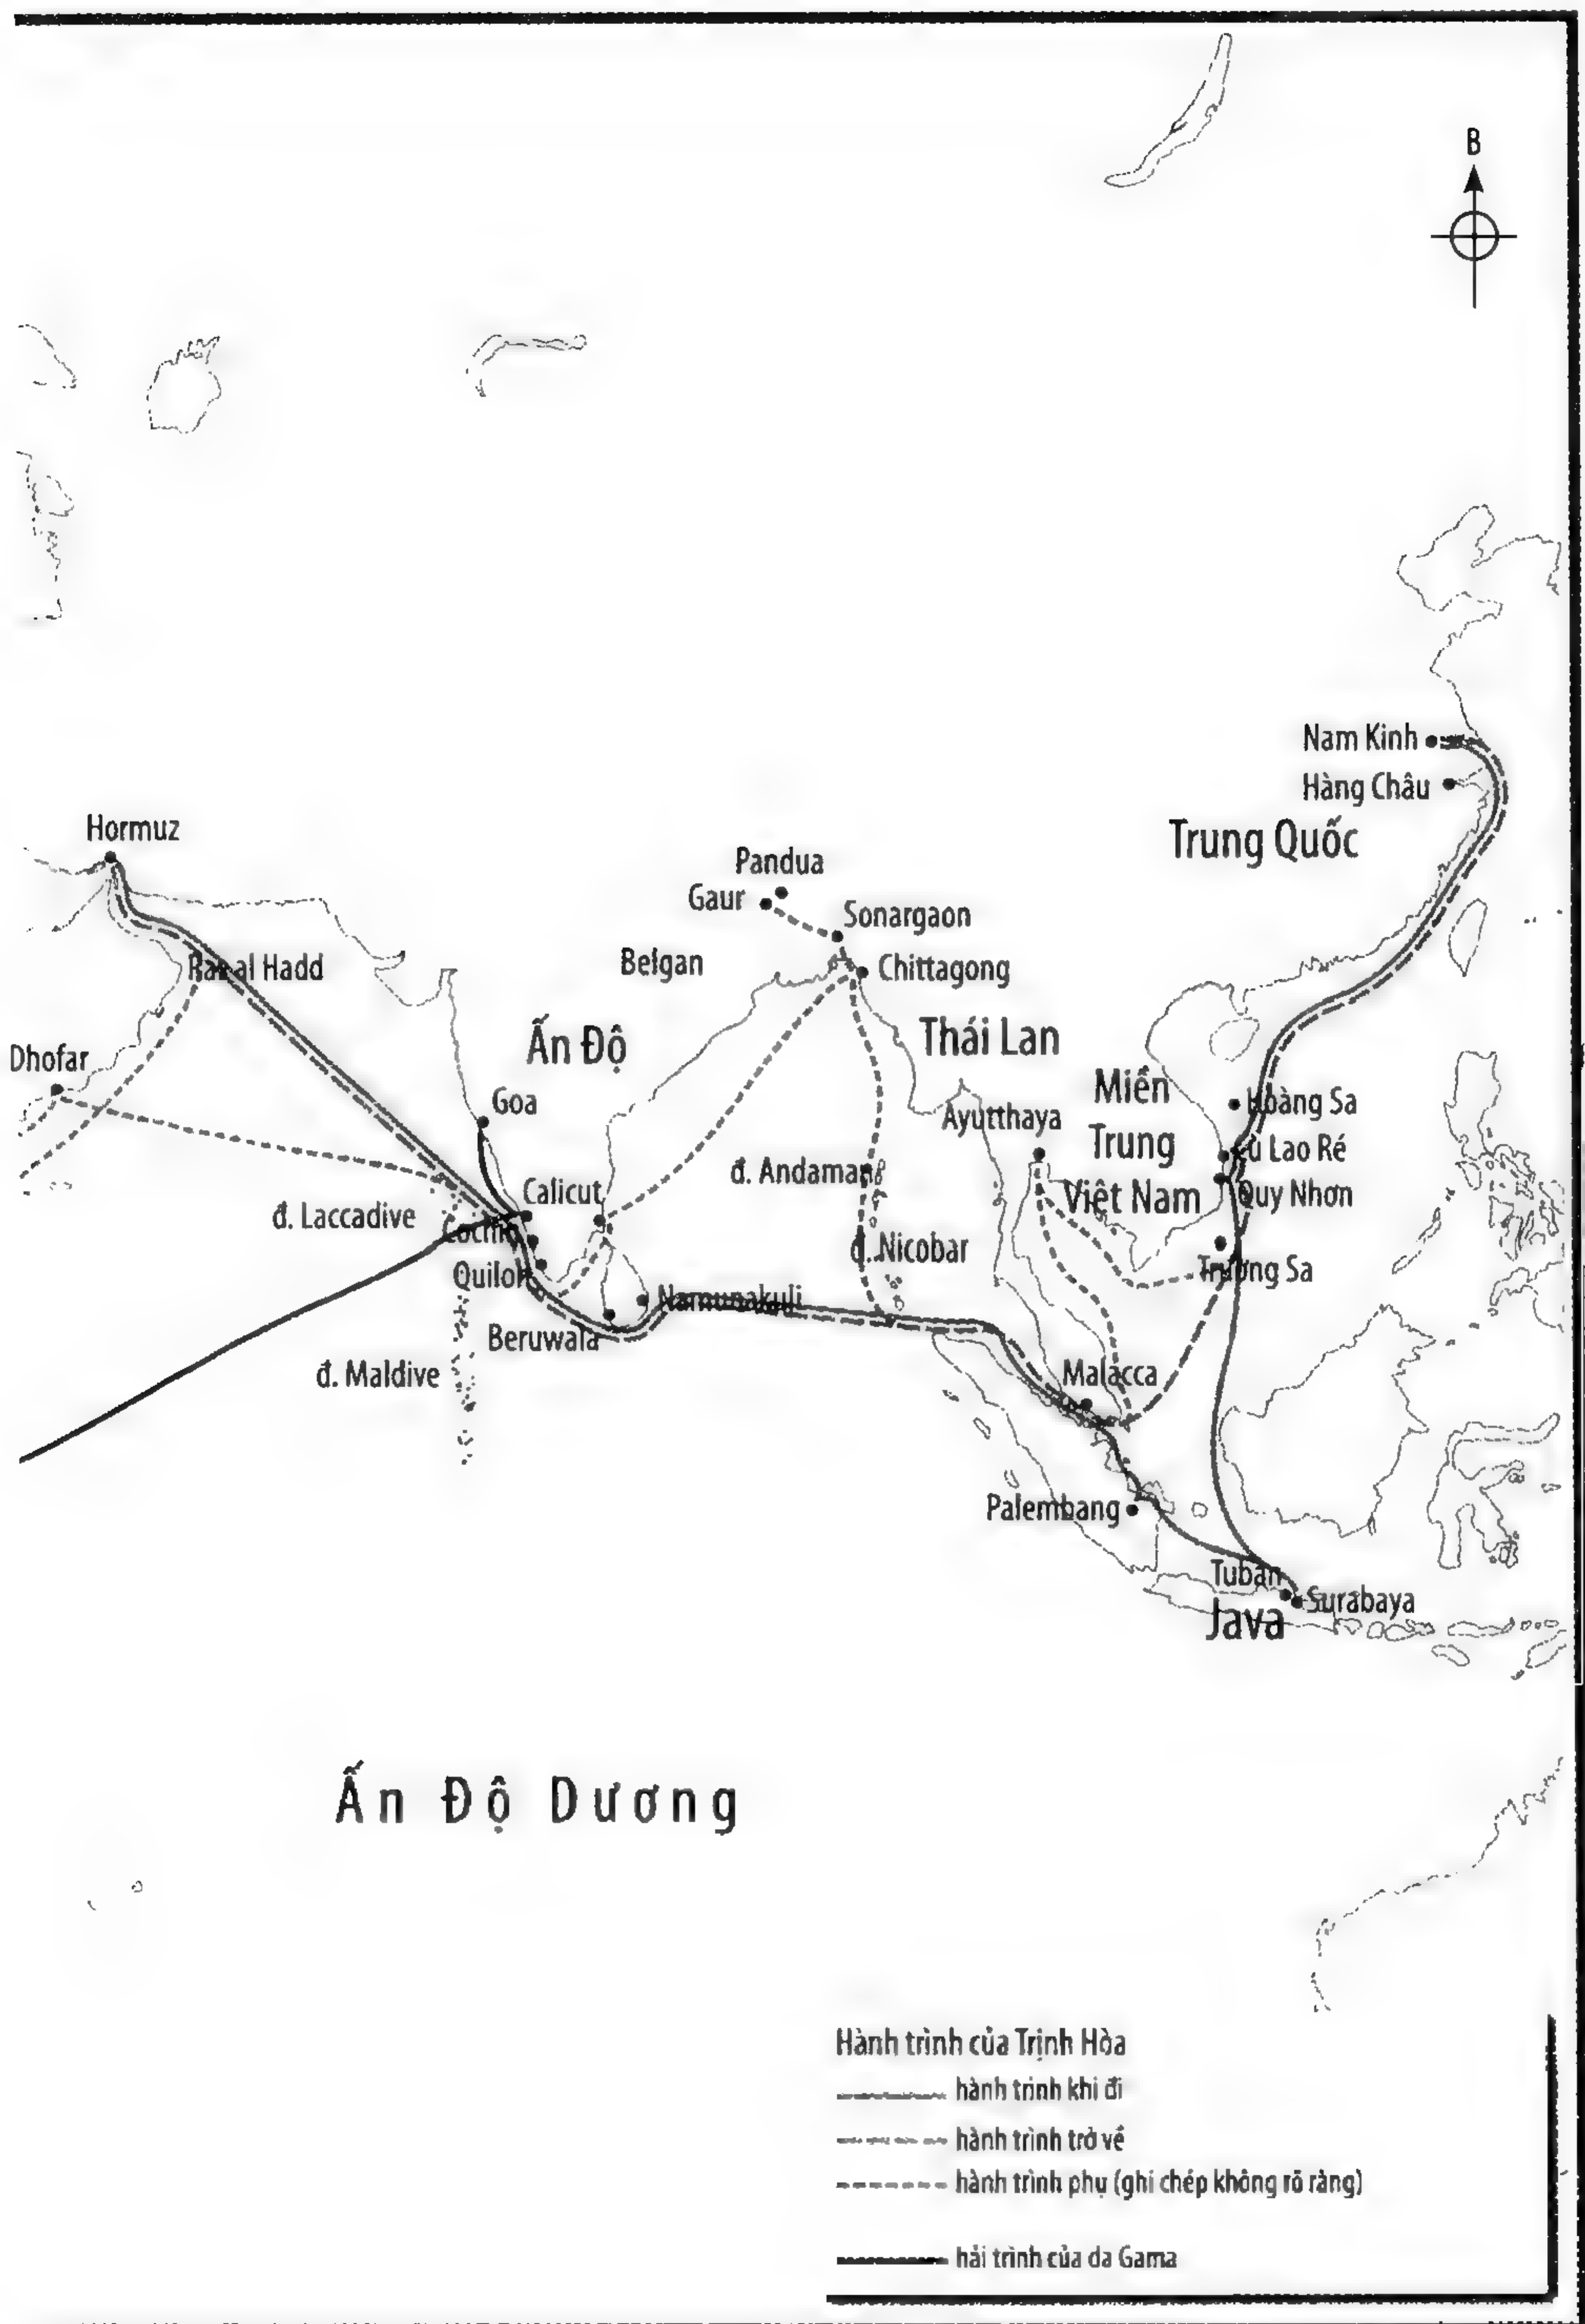 B
Nam Kinh
Hàng Châu
Trung Quốc
Hormuz
Pandua
Gaur
Sonargaon
Belgan
Chittagong
Ras al Hadd
Ấn Độ
Thái Lan
Dhofar
Goa
Miền
Trung
Việt Nam
Hoàng Sa
Ayutthaya
Cù Lao Ré
đ. Andaman
Calicut
Quy Nhơn
đ. Laccadive
Cochin
đ. Nicobar
Quilon
Trường Sa
Namunakuli
Beruwala
đ. Maldive
Malacca
Palembang
Tuban
Surabaya
Java
Ấn Độ Dương
Hành trình của Trịnh Hòa
hành trình khi đi
hành trình trở về
hành trình phụ (ghi chép không rõ ràng)
hải trình của da Gama